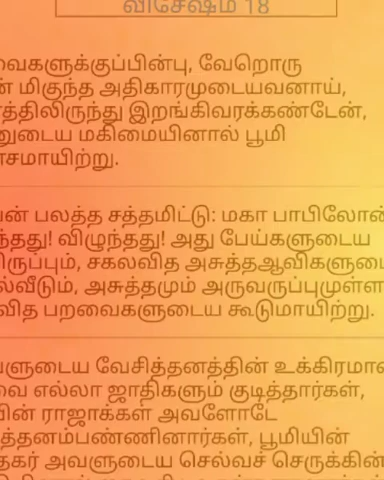 விசேஷம் 18
வைகளுக்குப்பின்பு, வேறொரு
ன் மிகுந்த அதிகாரமுடையவனாய்,
த்திலிருந்து இறங்கிவரக்கண்டேன்,
னுடைய மகிமையினால் பூமி
ாசமாயிற்று.
ன் பலத்த சத்தமிட்டு: மகா பாபிலோன்
ந்தது! விழுந்தது! அது பேய்களுடைய
ிருப்பும், சகலவித அசுத்தஆவிகளுடை
ல்வீடும், அசுத்தமும் அருவருப்புமுள்ள
வித பறவைகளுடைய கூடுமாயிற்று.
ளுடைய வேசித்தனத்தின் உக்கிரமான
வை எல்லா ஜாதிகளும் குடித்தார்கள்,
யின் ராஜாக்கள் அவளோடே
த்தனம்பண்ணினார்கள், பூமியின்
தகர் அவளுடைய செல்வச் செருக்கின்